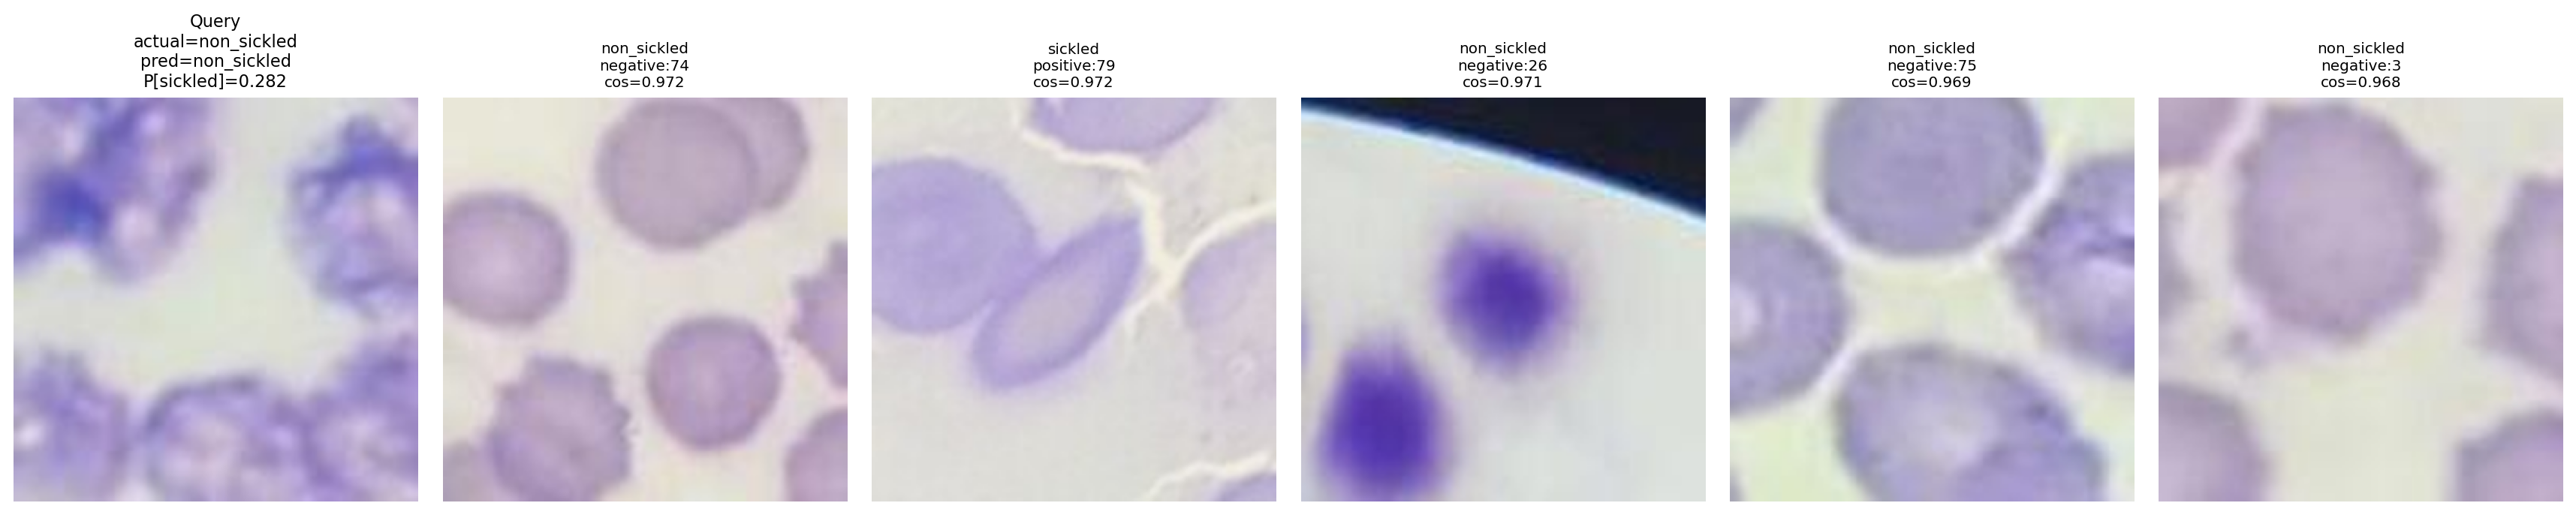 Query
actual=non_sickled
pred=non_sickled
P[sickled]=0.282
non_sickled
negative:74
cos=0.972
sickled
positive:79
cos=0.972
non_sickled
negative:26
cos=0.971
non_sickled
negative:75
cos=0.969
non_sickled
negative:3
cos=0.968